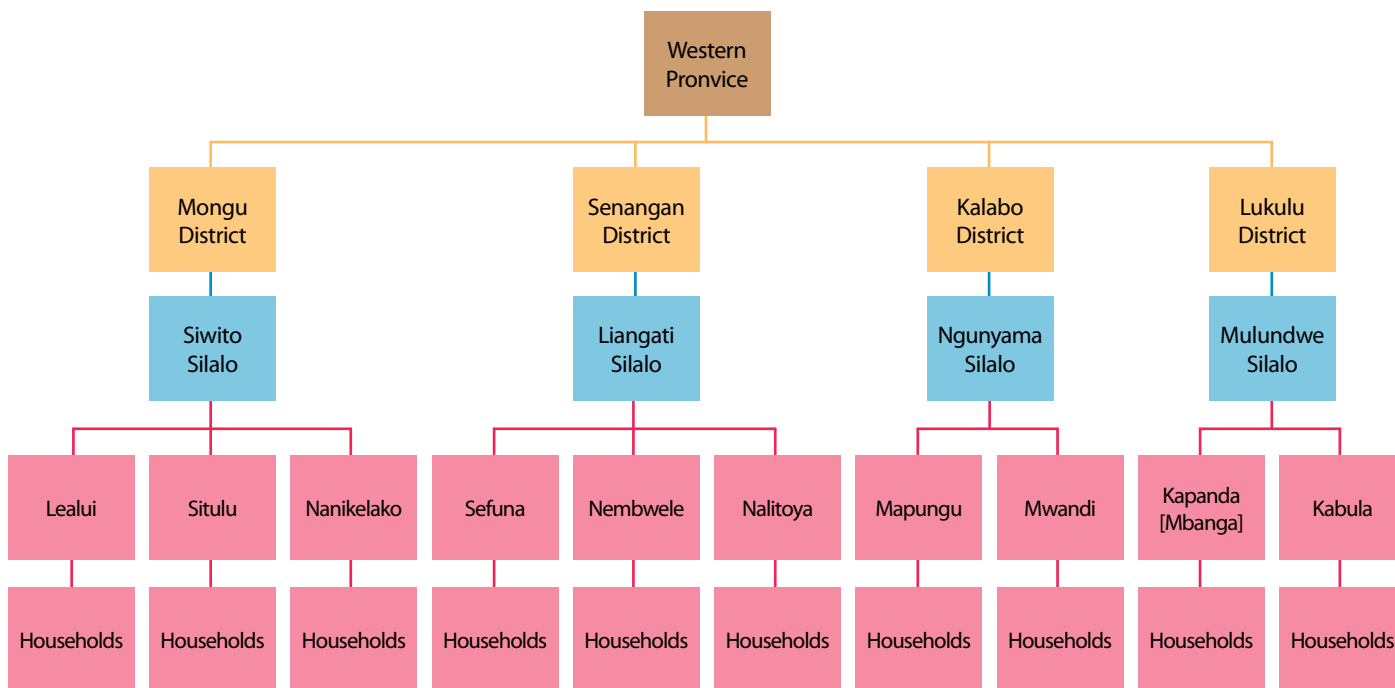 Western
Pronvice
Mongu
District
Senangan
District
Kalabo
District
Lukulu
District
Siwito
Silalo
Liangati
Silalo
Ngunyama
Silalo
Mulundwe
Silalo
Lealui
Situlu
Nanikelako
Sefuna
Nembwele
Nalitoya
Mapungu
Mwandi
Kapanda
[Mbanga]
Kabula
Households
Households
Households
Households
Households
Households
Households
Households
Households
Households